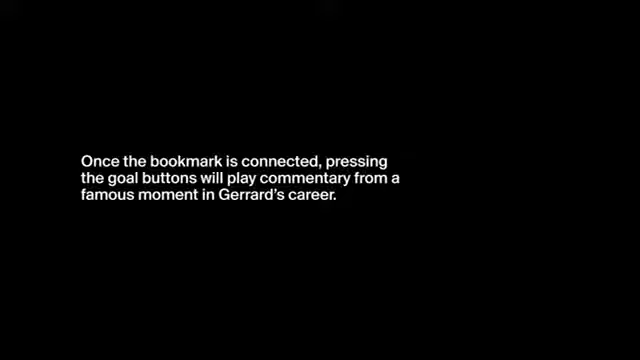 Once the bookmark is connected, pressing
the goal buttons will play commentary from a
famous moment in Gerrard's career.